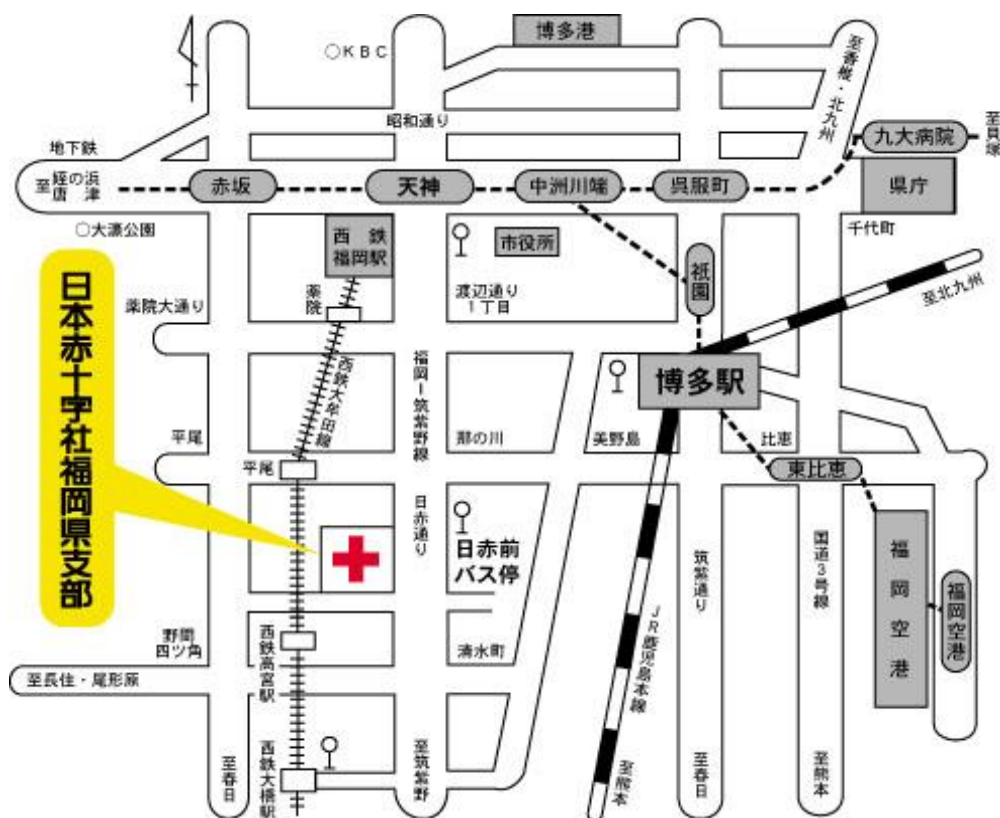 博多港
○KBC
至香椎・北九州
昭和通り
地下鉄
九大病院
至貝塚
至姪の浜
唐津
赤坂
天神
中洲川端
呉服町
県庁
○大濠公園
千代町
西鉄
福岡駅
市役所
祇園
至北九州
薬院
薬院大通り
渡辺通り
1丁目
日本赤十字社福岡県支部
西鉄大牟田線
福岡ー筑紫野線
博多駅
平尾
平尾
那の川
美野島
比恵
東比恵
日赤通り
日赤前
バス停
筑紫通り
国道3号線
福岡空港
福岡空港
野間
四ツ角
西鉄高宮駅
清水町
JR鹿児島本線
至長住・尾形原
至春日
西鉄大橋駅
至筑紫野
至熊本
至春日
至熊本